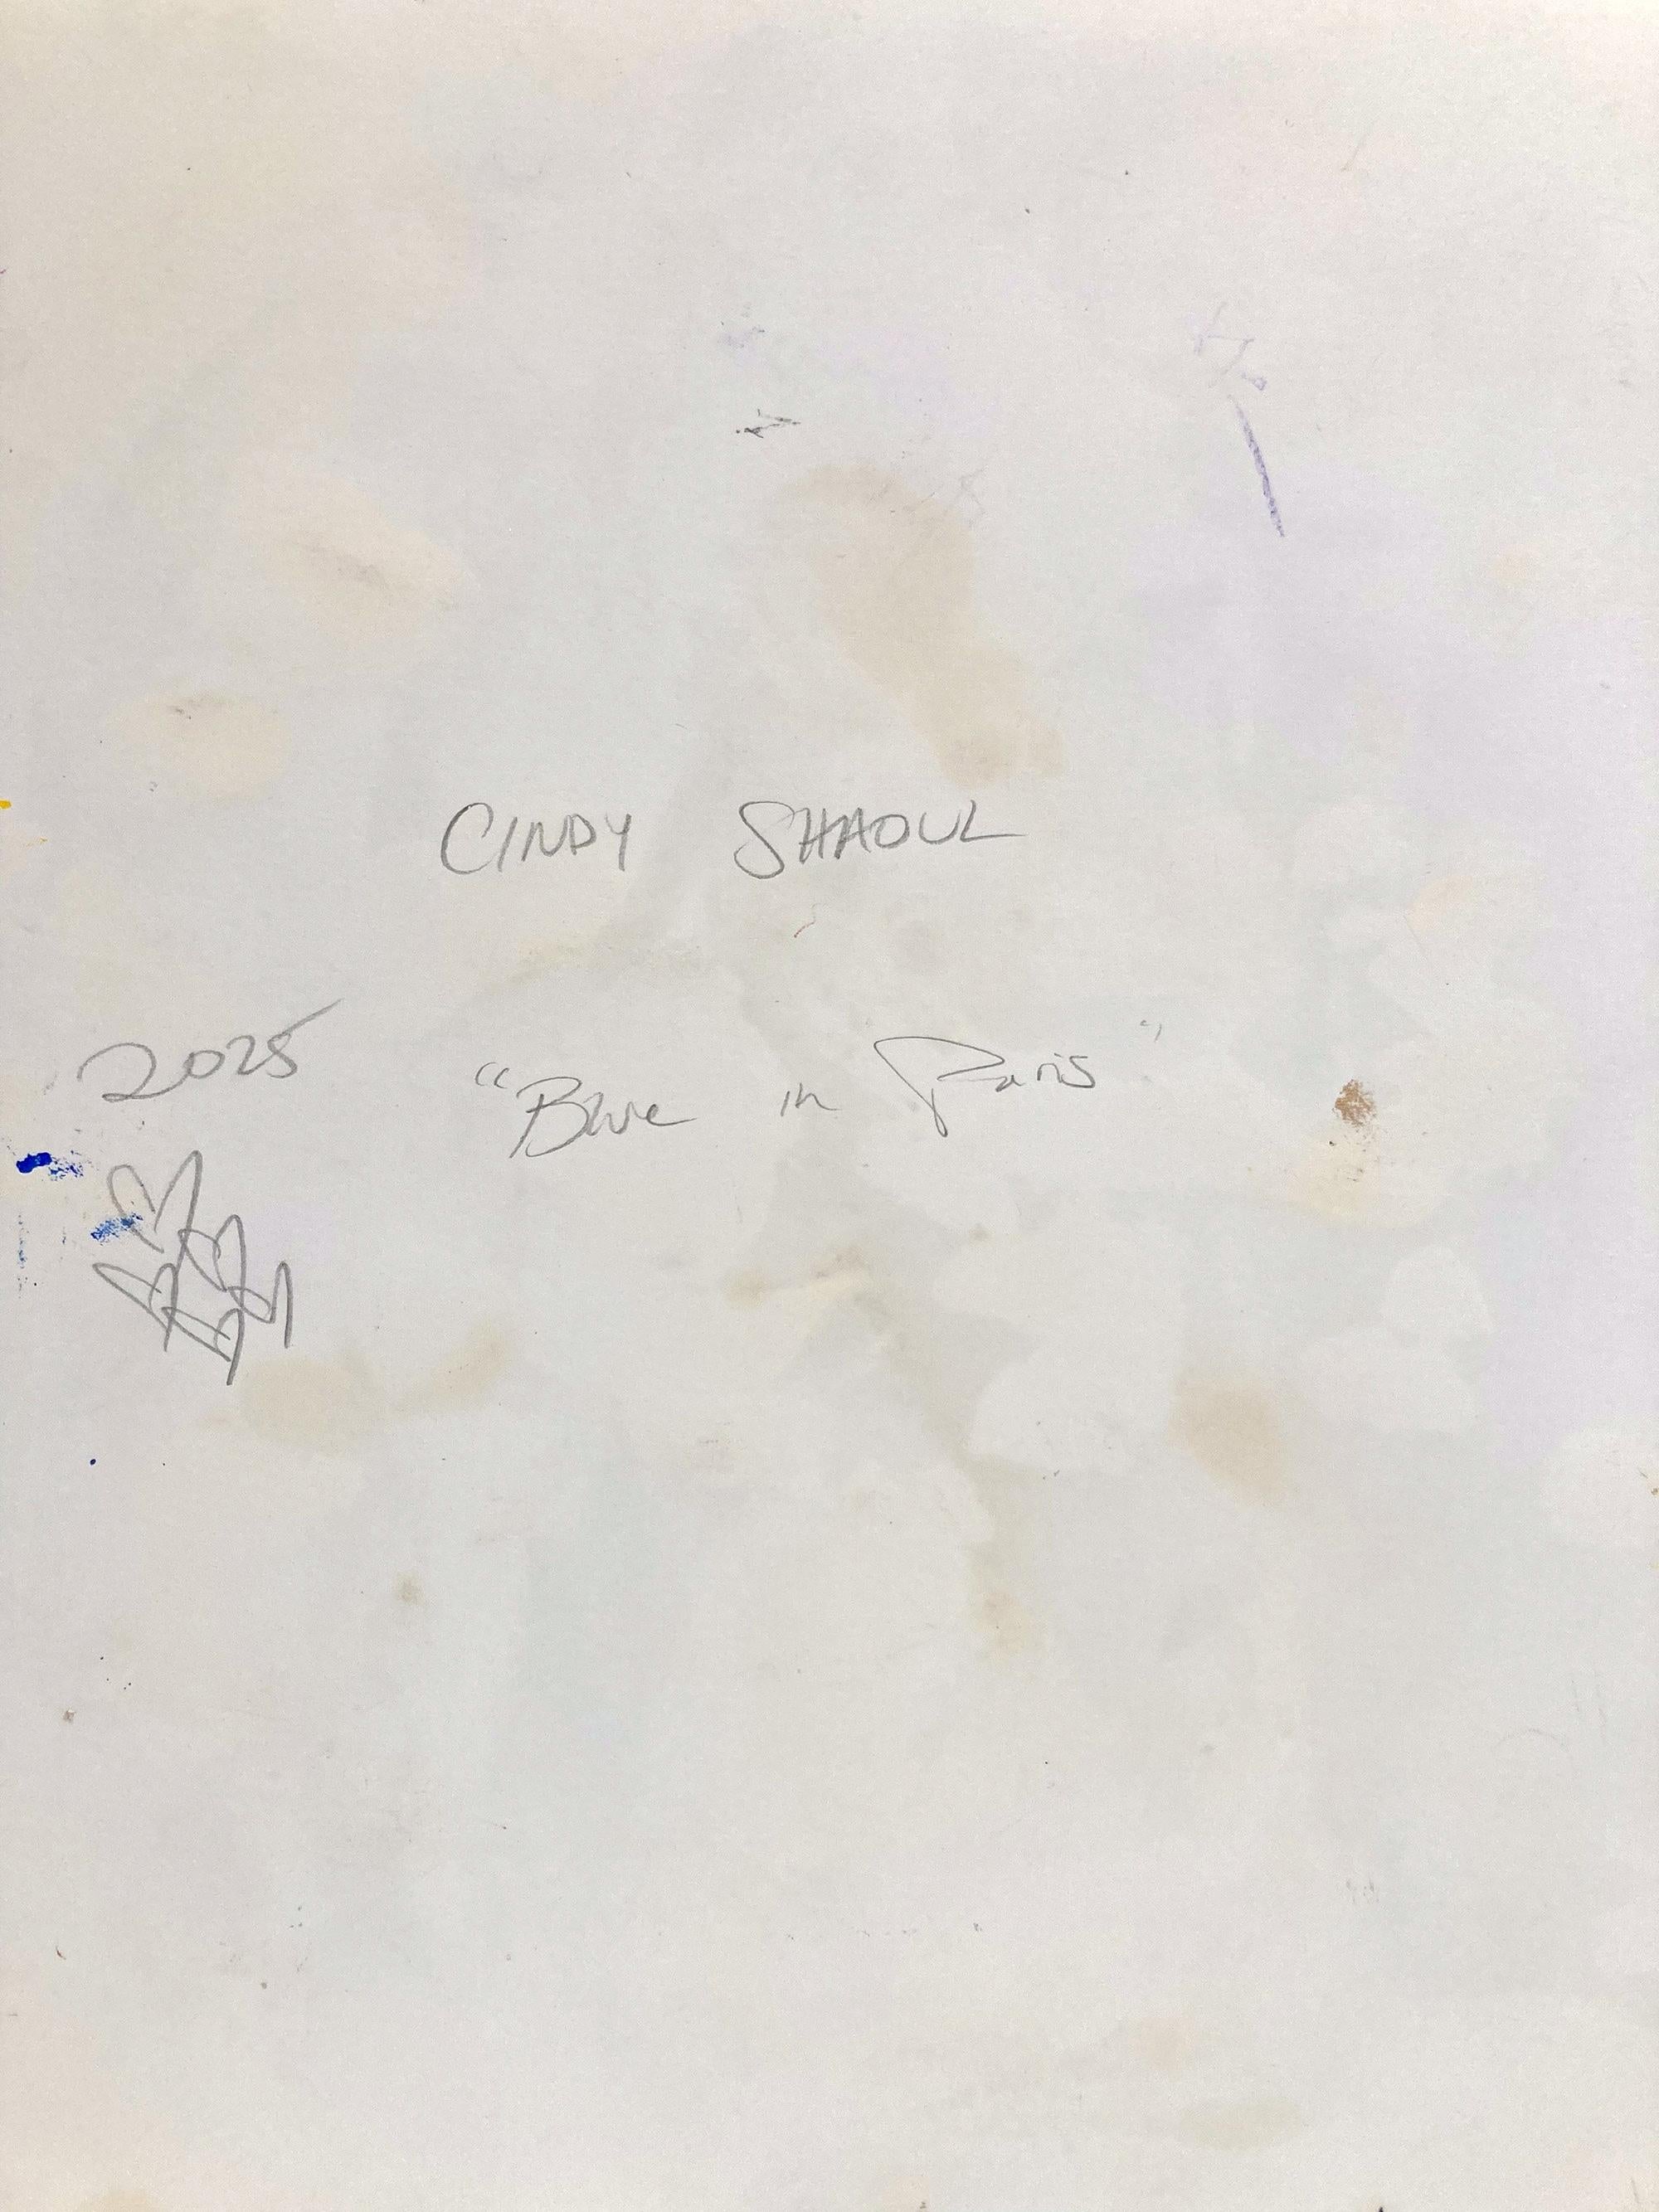 CINDY SHAOUL
2025
"Blue in Paris"